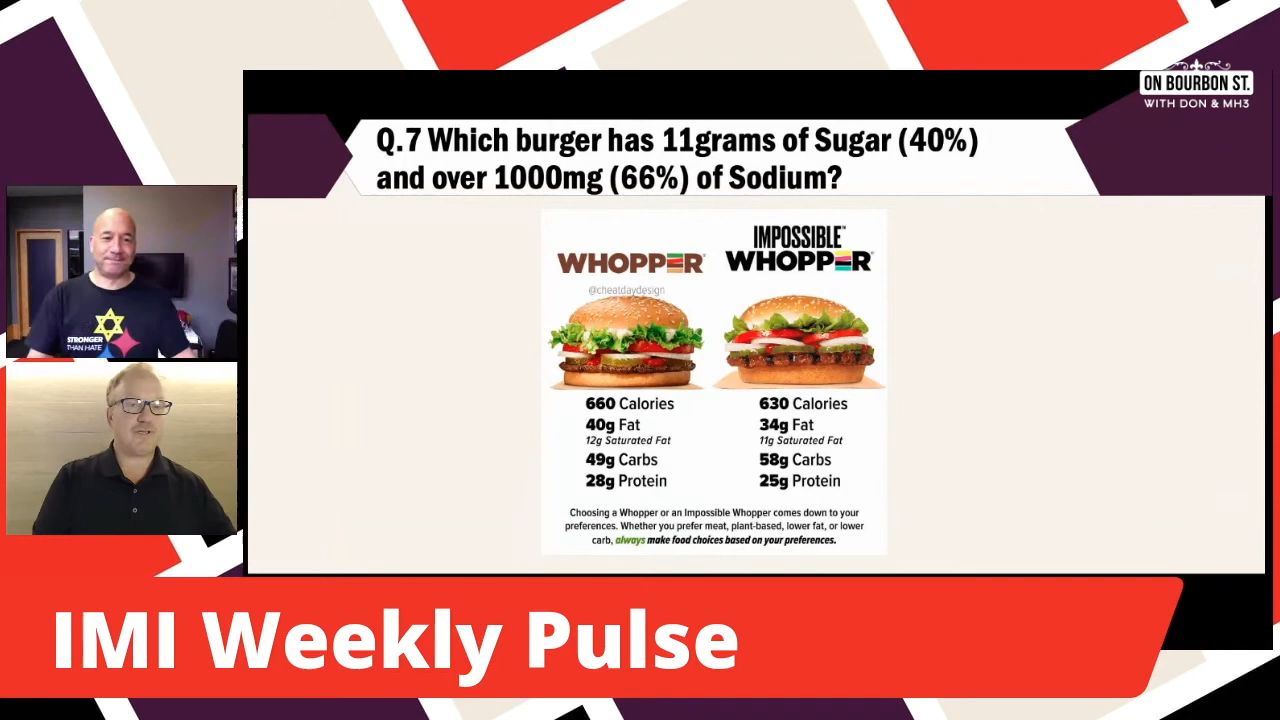 ON BOURBON ST.
WITH DON & MH3
Q.7 Which burger has 11grams of Sugar (40%)
and over 1000mg (66%) of Sodium?
WHOPPER
@cheatdaydesign
IMPOSSIBLE™
WHOPPER
660 Calories
40g Fat
12g Saturated Fat
49g Carbs
28g Protein
630 Calories
34g Fat
11g Saturated Fat
58g Carbs
25g Protein
Choosing a Whopper or an Impossible Whopper comes down to your
preferences. Whether you prefer meat, plant-based, lower fat, or lower
carb, always make food choices based on your preferences.
STRONGER
THAN HATE
IMI Weekly Pulse